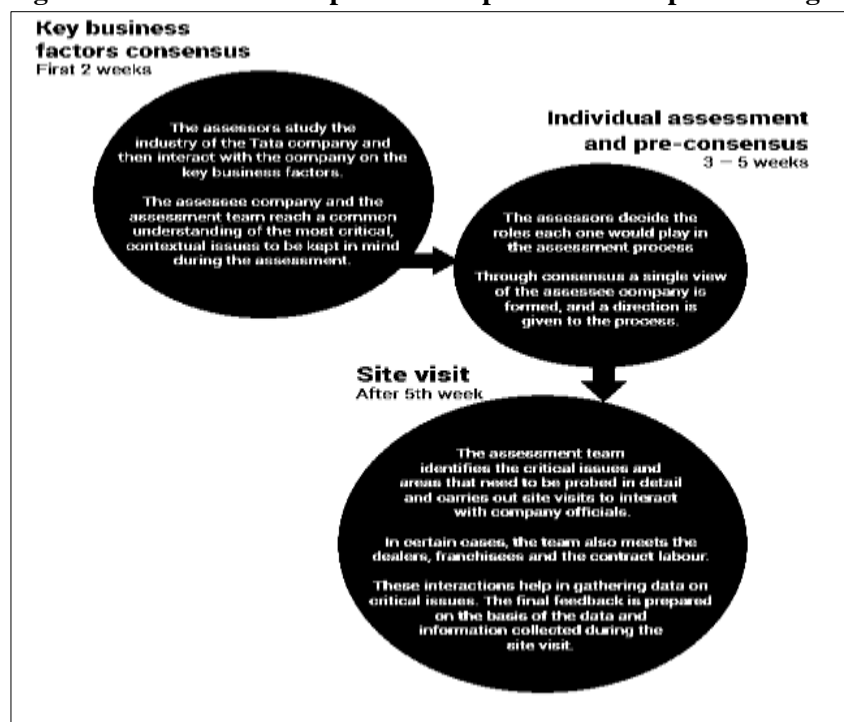 Key business
factors consensus
First 2 weeks
The assessors study the
industry of the Tata company and
then interact with the company on the
key business factors.
The assessee company and the
assessment team reach a common
understanding of the most critical,
contextual issues to be kept in mind
during the assessment.
Individual assessment
and pre-consensus
3 – 5 weeks
The assessors decide the
roles each one would play in
the assessment process
Through consensus a single view
of the assessee company is
formed, and a direction is
given to the process.
Site visit
After 5th week
The assessment team
identifies the critical issues and
areas that need to be probed in detail
and carries out site visits to interact
with company officials.
In certain cases, the team also meets the
dealers, franchisees and the contract labour.
These interactions help in gathering data on
critical issues. The final feedback is prepared
on the basis of the data and
information collected during the
site visit.